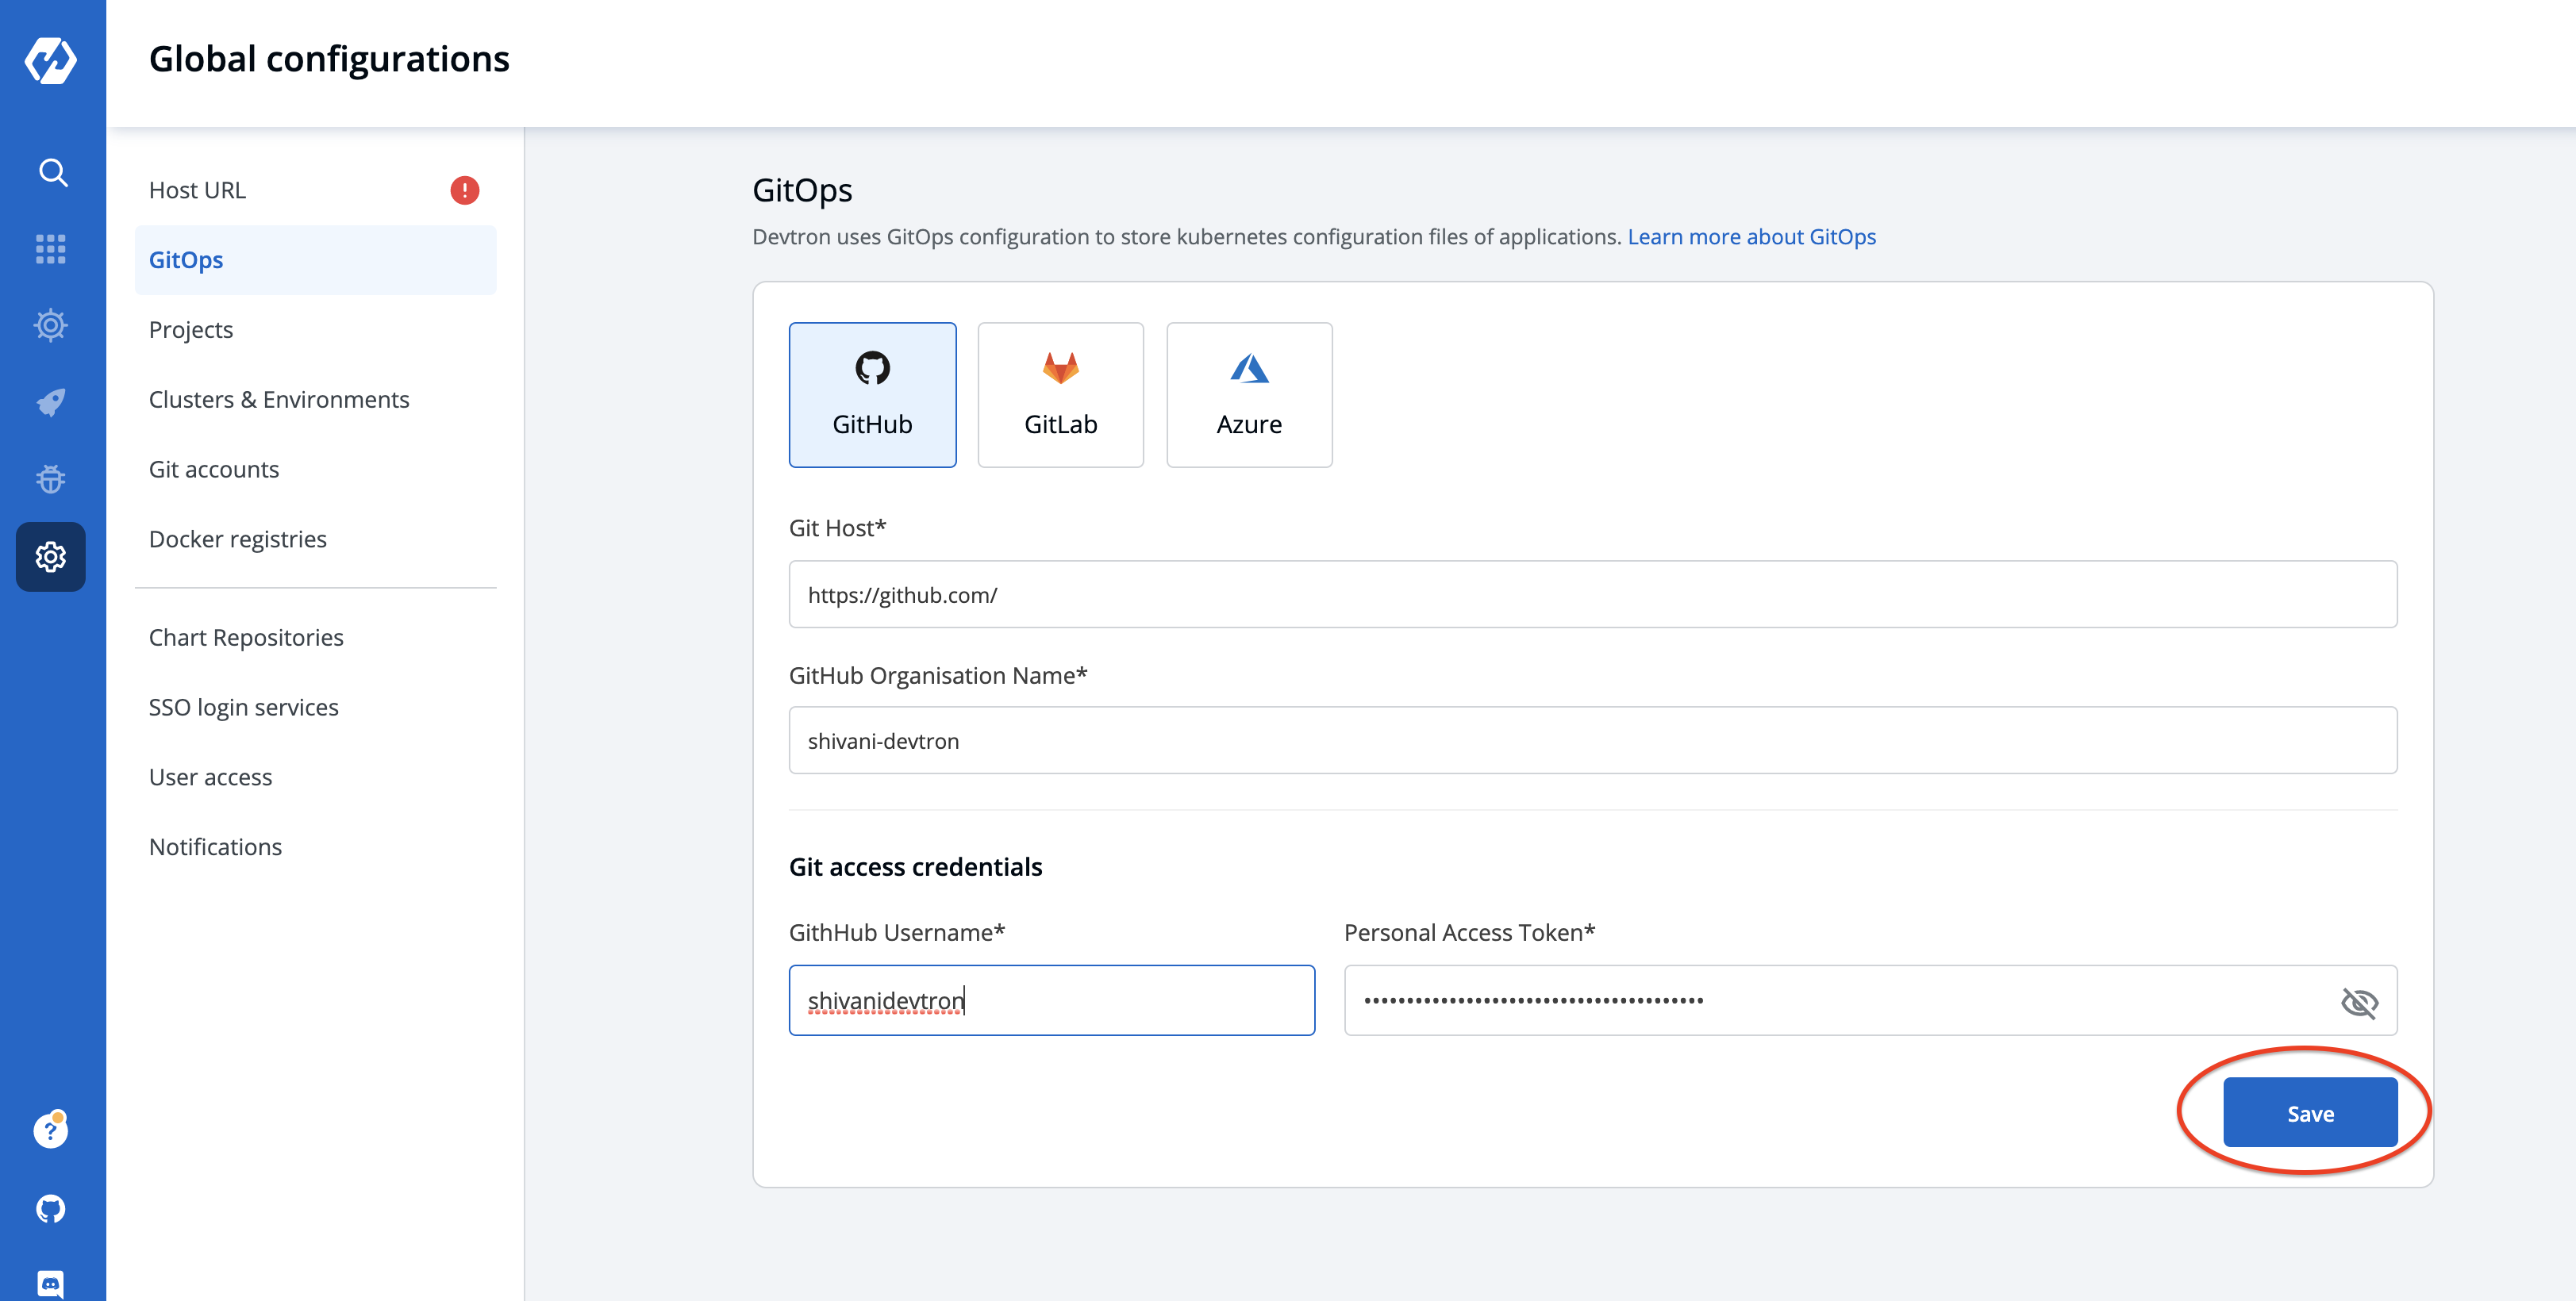 Global configurations
Host URL
GitOps
Projects
Clusters & Environments
Git accounts
Docker registries
Chart Repositories
SSO login services
User access
Notifications
GitOps
Devtron uses GitOps configuration to store kubernetes configuration files of applications. Learn more about GitOps
GitHub
GitLab
Azure
Git Host*
https://github.com/
GitHub Organisation Name*
shivani-devtron
Git access credentials
GithHub Username*
Personal Access Token*
shivanidevtron
••••••••••••••••••••••••••••••••••••••••
Save